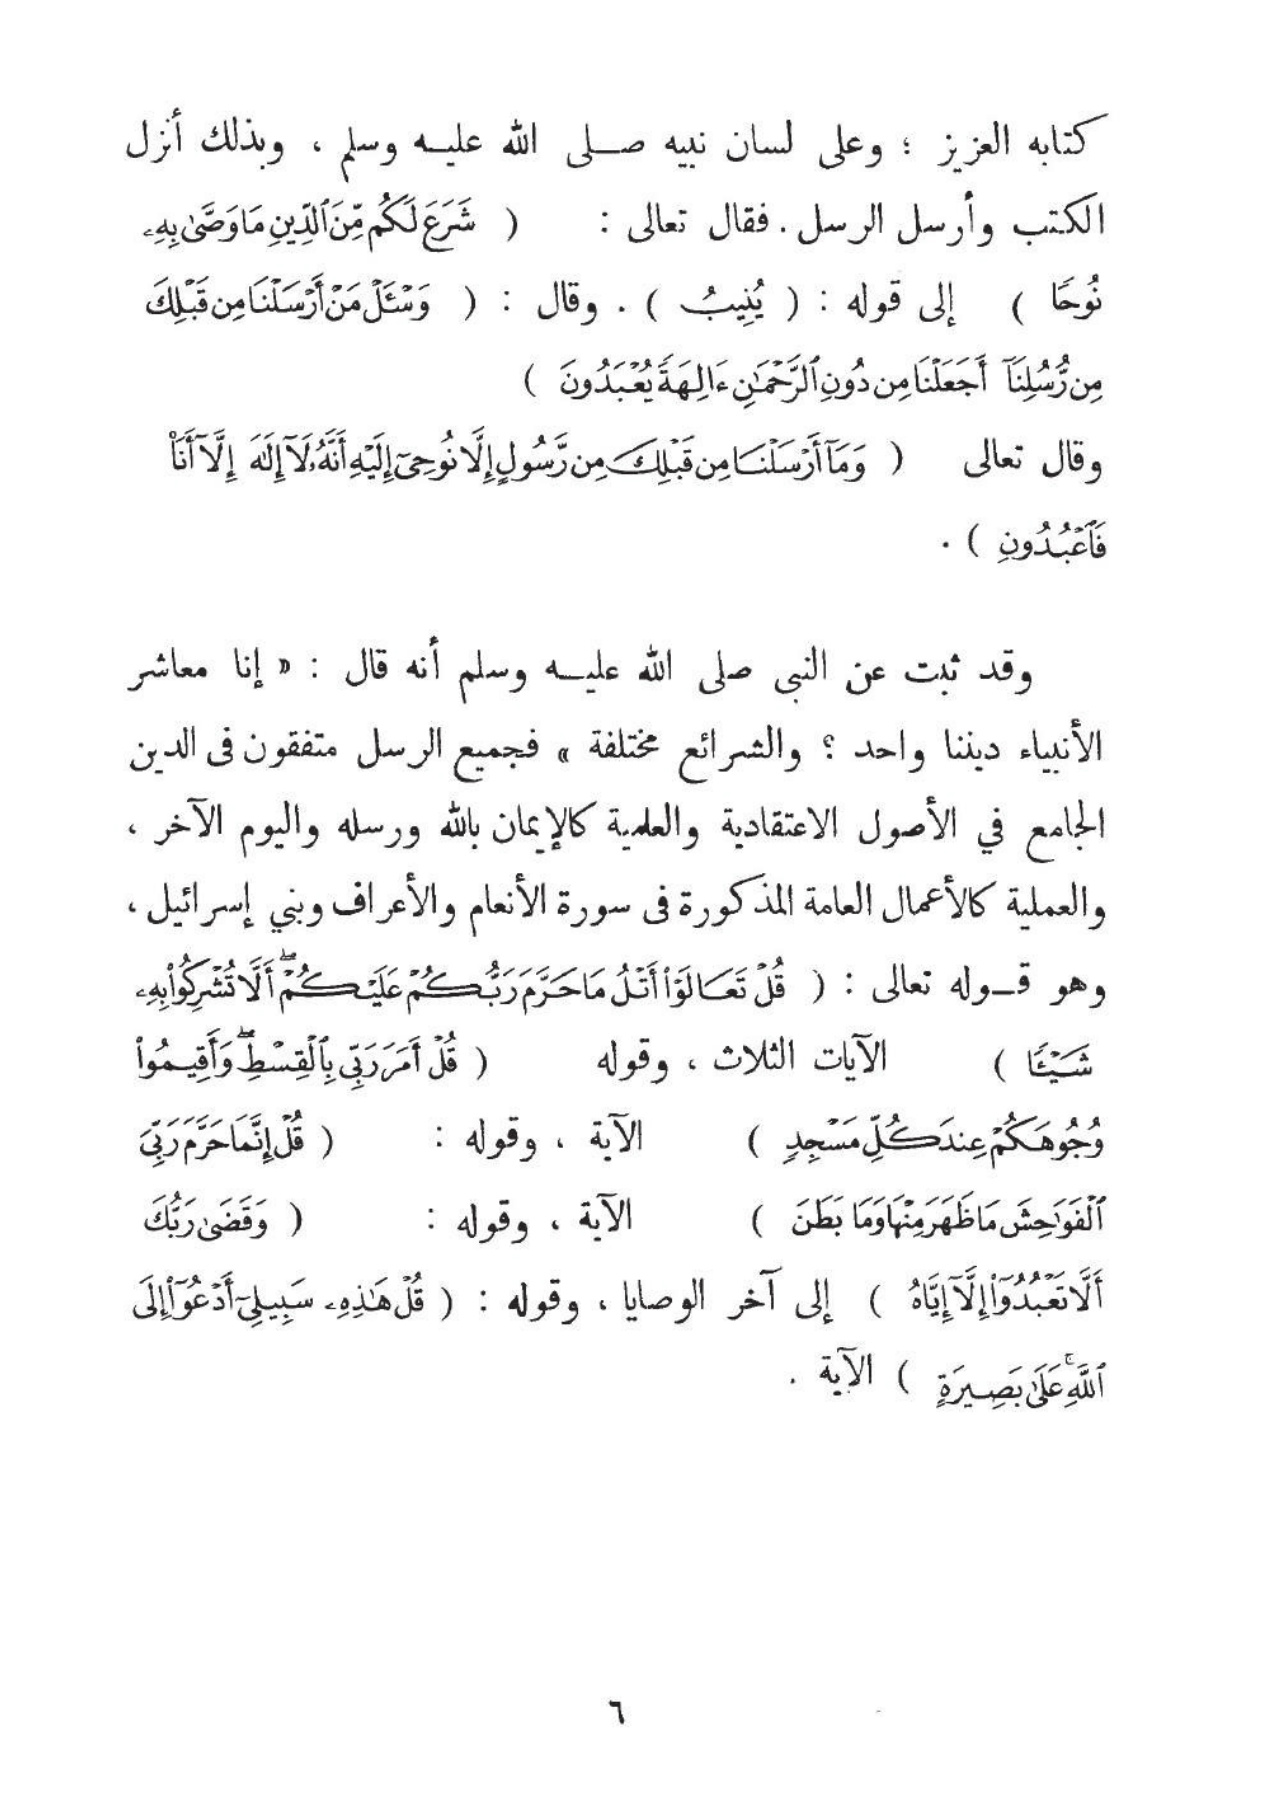 كتابه العزيز ؛ وعلى لسان نبيه صلى الله عليه وسلم ، وبذلك أنزل
الكتب وأرسل الرسل . فقال تعالى : ( شَرَعَ لَكُم مِّنَ ٱلدِّينِ مَا وَصَّىٰ بِهِۦ
نُوحًا ) إلى قوله : ( يُنِيبُ ) . وقال : ( وَسْـَٔلْ مَنْ أَرْسَلْنَا مِن قَبْلِكَ
مِن رُّسُلِنَآ أَجَعَلْنَا مِن دُونِ ٱلرَّحْمَٰنِ ءَالِهَةً يُعْبَدُونَ )
وقال تعالى ( وَمَآ أَرْسَلْنَا مِن قَبْلِكَ مِن رَّسُولٍ إِلَّا نُوحِىٓ إِلَيْهِ أَنَّهُۥ لَآ إِلَٰهَ إِلَّآ أَنَا۠
فَٱعْبُدُونِ ) .
وقد ثبت عن النبى صلى الله عليه وسلم أنه قال : « إنا معاشر
الأنبياء ديننا واحد ؟ والشرائع مختلفة » فجميع الرسل متفقون فى الدين
الجامع في الأصول الاعتقادية والعلمية كالإيمان بالله ورسله واليوم الآخر ،
والعملية كالأعمال العامة المذكورة فى سورة الأنعام والأعراف وبني إسرائيل ،
وهو قوله تعالى : ( قُلْ تَعَالَوْا۟ أَتْلُ مَا حَرَّمَ رَبُّكُمْ عَلَيْكُمْ ۖ أَلَّا تُشْرِكُوا۟ بِهِۦ
شَيْـًٔا ) الآيات الثلاث ، وقوله ( قُلْ أَمَرَ رَبِّى بِٱلْقِسْطِ ۖ وَأَقِيمُوا۟
وُجُوهَكُمْ عِندَ كُلِّ مَسْجِدٍ ) الآية ، وقوله : ( قُلْ إِنَّمَا حَرَّمَ رَبِّىَ
ٱلْفَوَٰحِشَ مَا ظَهَرَ مِنْهَا وَمَا بَطَنَ ) الآية ، وقوله : ( وَقَضَىٰ رَبُّكَ
أَلَّا تَعْبُدُوٓا۟ إِلَّآ إِيَّاهُ ) إلى آخر الوصايا ، وقوله : ( قُلْ هَٰذِهِۦ سَبِيلِىٓ أَدْعُوٓا۟ إِلَى
ٱللَّهِ ۚ عَلَىٰ بَصِيرَةٍ ) الآية .
٦